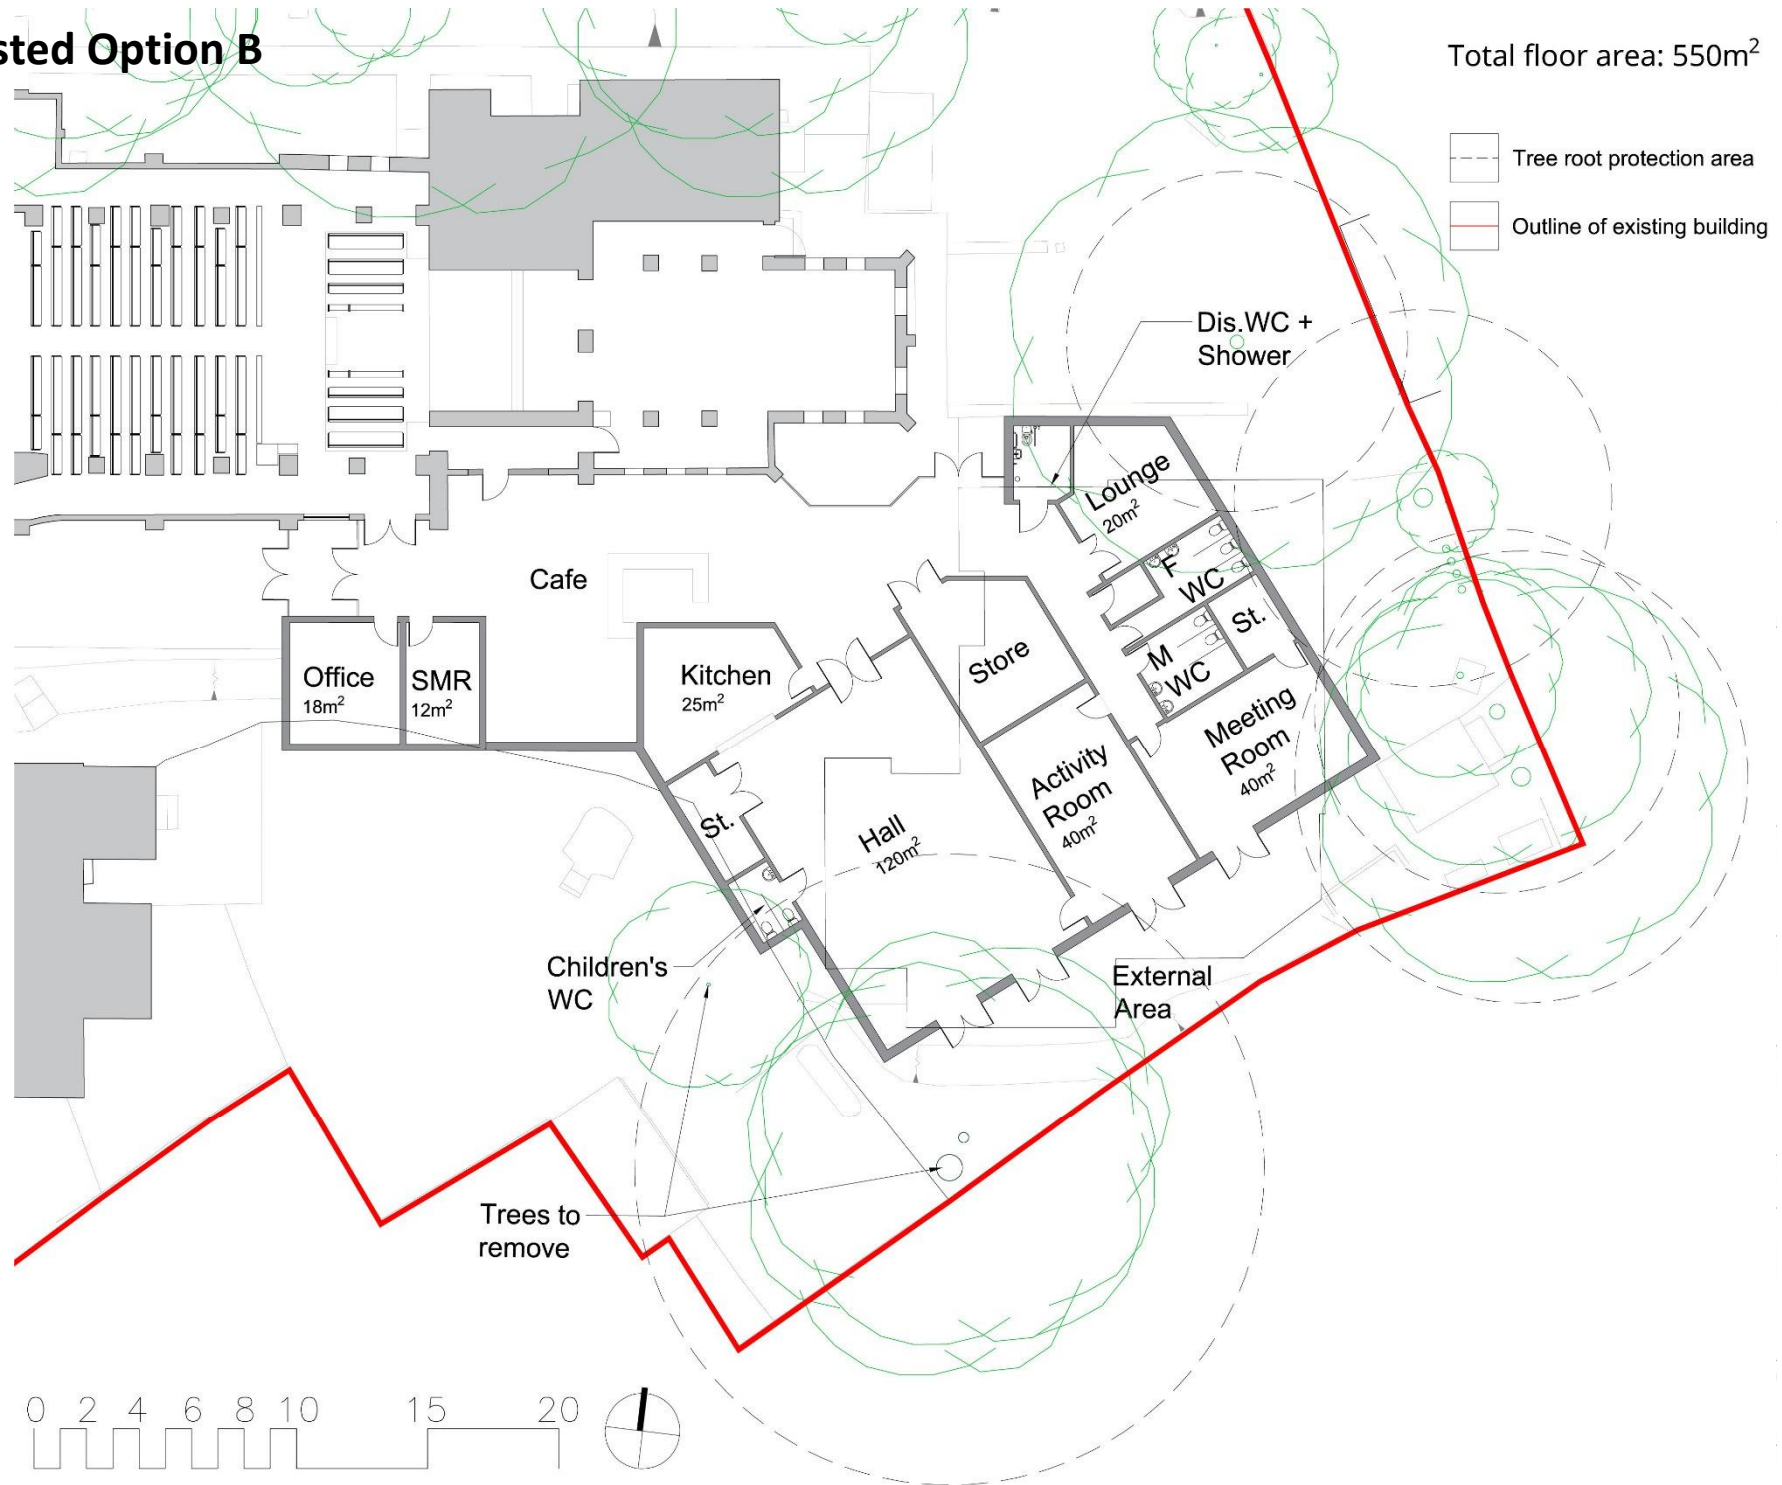 sted Option B
Total floor area: 550m²
Tree root protection area
Outline of existing building
Dis.WC +
Shower
Lounge
20m²
Cafe
F
WC
St.
Office
18m²
SMR
12m²
Kitchen
25m²
Store
M
WC
Meeting
Room
40m²
Activity
Room
40m²
St.
Hall
120m²
Children's
WC
External
Area
Trees to
remove
0 2 4 6 8 10 15 20